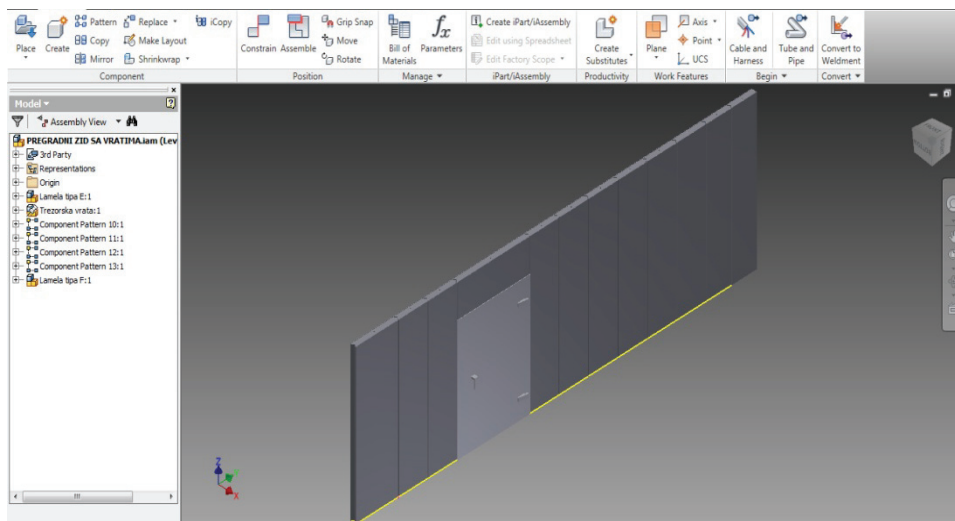 Place Create Pattern Replace iCopy
Copy Make Layout
Mirror Shrinkwrap
Component
Constrain Assemble Grip Snap
Move
Rotate
Position
Bill of Materials Parameters
Manage
Create iPart/iAssembly
Edit using Spreadsheet
Edit Factory Scope
iPart/iAssembly
Create Substitutes
Productivity
Plane Axis
Point
UCS
Work Features
Cable and Harness Tube and Pipe
Begin
Convert to Weldment
Convert
Model
Assembly View
PREGRADNI ZID SA VRATIMA.iam (Lev
3rd Party
Representations
Origin
Lamela tipa E:1
Trezorska vrata:1
Component Pattern 10:1
Component Pattern 11:1
Component Pattern 12:1
Component Pattern 13:1
Lamela tipa F:1
Z
X